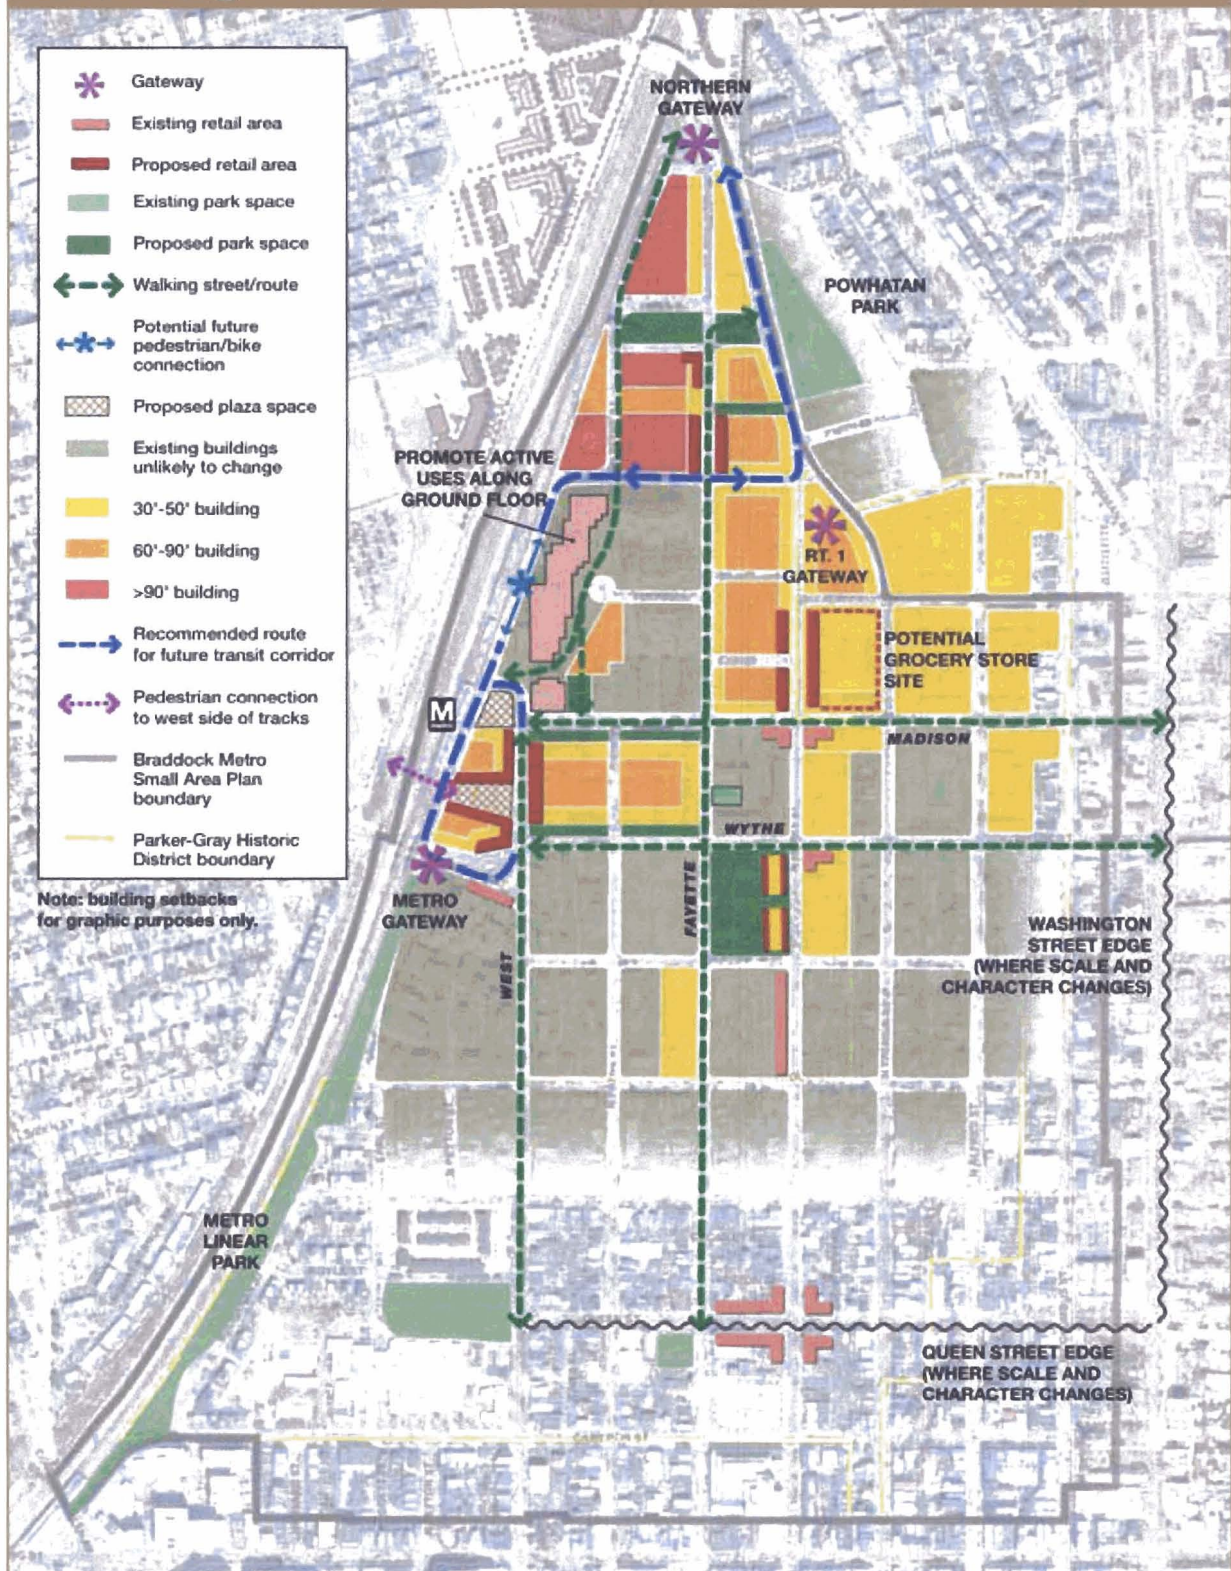 Gateway
Existing retail area
Proposed retail area
Existing park space
Proposed park space
Walking street/route
Potential future
pedestrian/bike
connection
Proposed plaza space
Existing buildings
unlikely to change
30'-50' building
60'-90' building
>90' building
Recommended route
for future transit corridor
Pedestrian connection
to west side of tracks
Braddock Metro
Small Area Plan
boundary
Parker-Gray Historic
District boundary
Note: building setbacks
for graphic purposes only.
NORTHERN
GATEWAY
POWHATAN
PARK
PROMOTE ACTIVE
USES ALONG
GROUND FLOOR
RT. 1
GATEWAY
POTENTIAL
GROCERY STORE
SITE
M
MADISON
WYTHE
METRO
GATEWAY
FAYETTE
WEST
WASHINGTON
STREET EDGE
(WHERE SCALE AND
CHARACTER CHANGES)
METRO
LINEAR
PARK
QUEEN STREET EDGE
(WHERE SCALE AND
CHARACTER CHANGES)